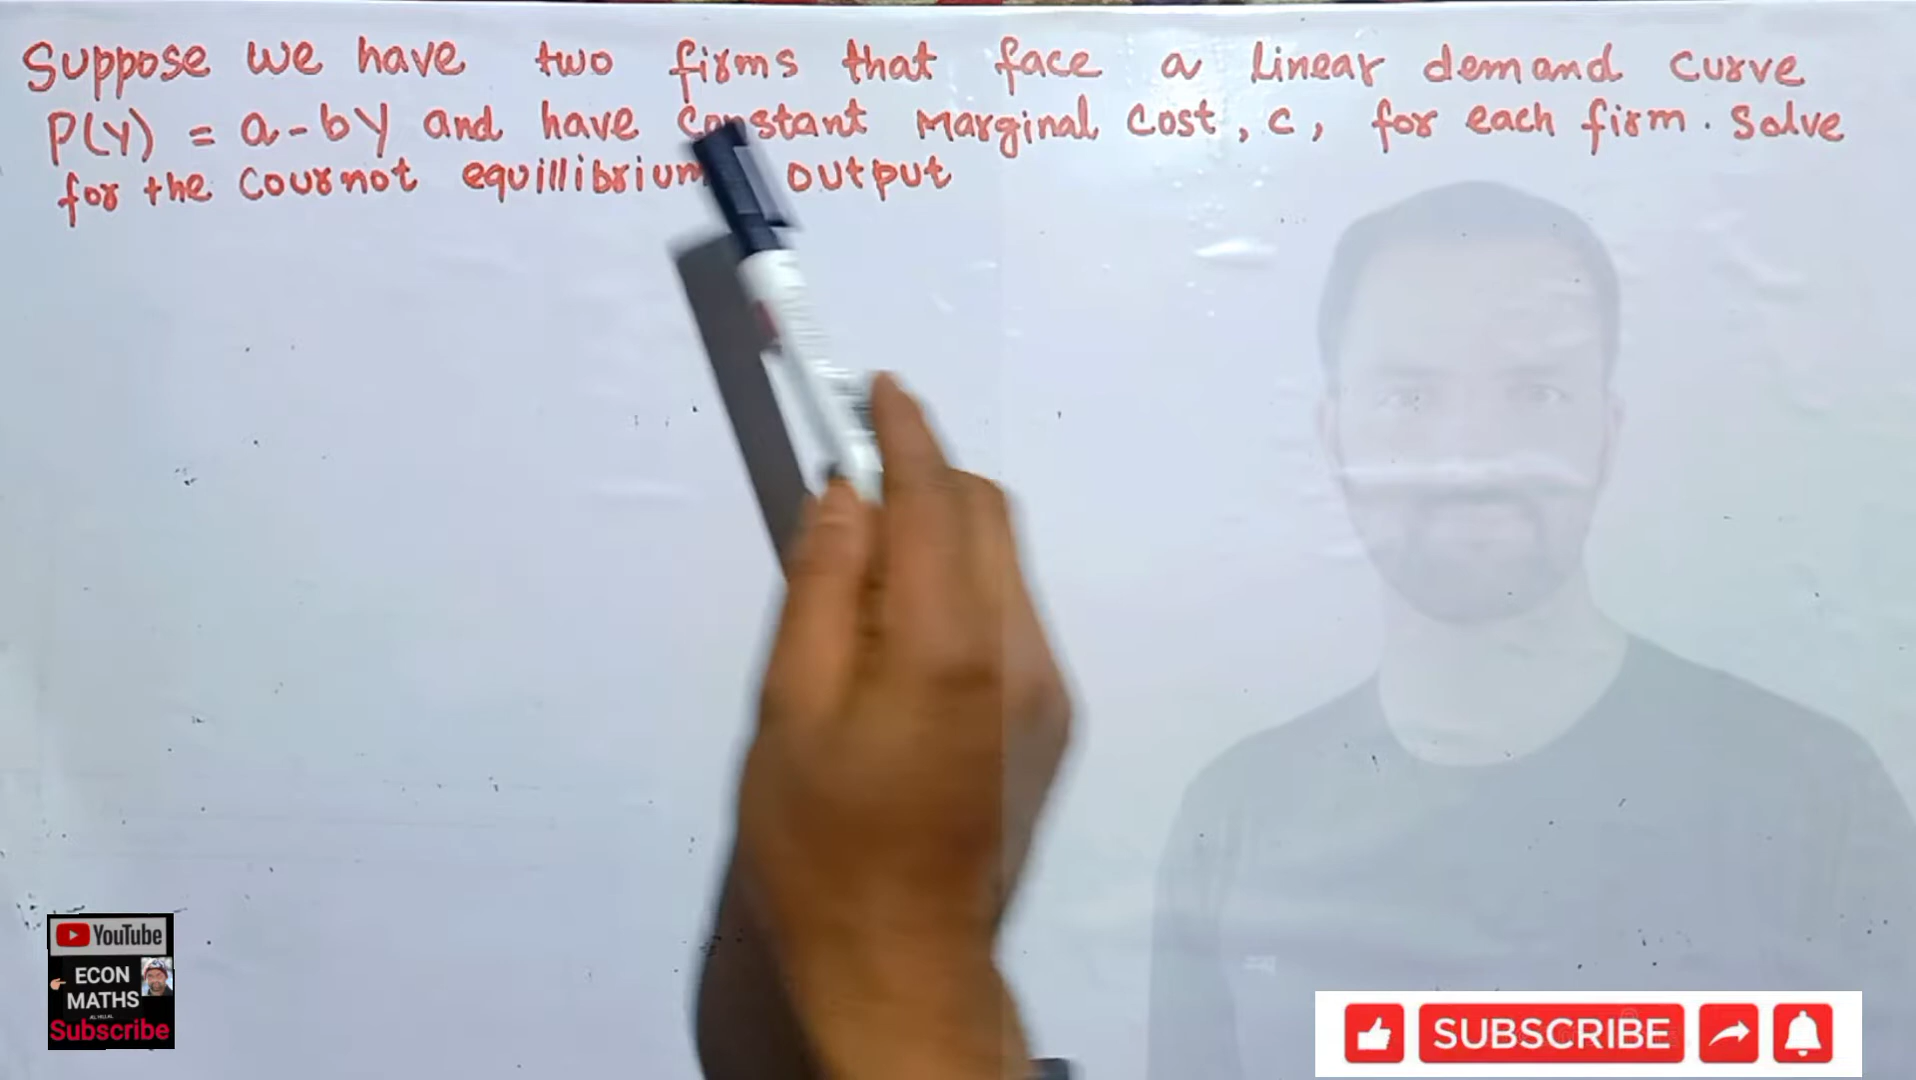 Suppose we have two firms that face a linear demand curve
P(Y) = a-bY and have constant Marginal Cost, c, for each firm. Solve
for the Cournot equillibrium output
YouTube
ECON
MATHS
Subscribe
SUBSCRIBE